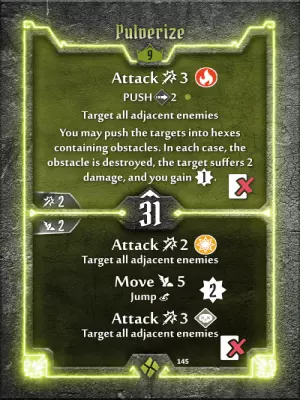 Pulverize
9
Attack 3
PUSH 2
Target all adjacent enemies
You may push the targets into hexes
containing obstacles. In each case, the
obstacle is destroyed, the target suffers 2
damage, and you gain 1.
2
31
2
Attack 2
Target all adjacent enemies
Move 5
Jump
2
Attack 3
Target all adjacent enemies
145